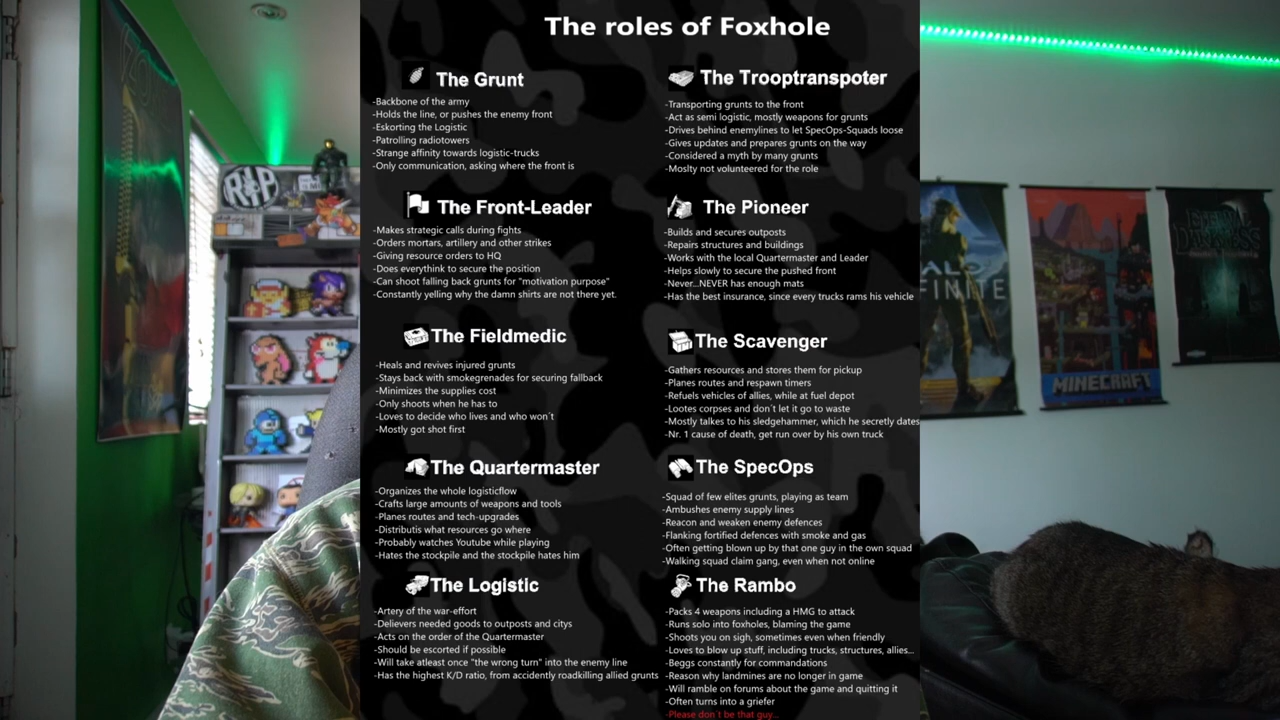 The roles of Foxhole
The Grunt
-Backbone of the army
-Holds the line, or pushes the enemy front
-Eskorting the Logistic
-Patrolling radiotowers
-Strange affinity towards logistic-trucks
-Only communication, asking where the front is
The Front-Leader
-Makes strategic calls during fights
-Orders mortars, artillery and other strikes
-Giving resource orders to HQ
-Does everythink to secure the position
-Can shoot falling back grunts for "motivation purpose"
-Constantly yelling why the damn shirts are not there yet.
The Fieldmedic
-Heals and revives injured grunts
-Stays back with smokegrenades for securing fallback
-Minimizes the supplies cost
-Only shoots when he has to
-Loves to decide who lives and who won´t
-Mostly got shot first
The Quartermaster
-Organizes the whole logisticflow
-Crafts large amounts of weapons and tools
-Planes routes and tech-upgrades
-Distributis what resources go where
-Probably watches Youtube while playing
-Hates the stockpile and the stockpile hates him
The Logistic
-Artery of the war-effort
-Delievers needed goods to outposts and citys
-Acts on the order of the Quartermaster
-Should be escorted if possible
-Will take atleast once "the wrong turn" into the enemy line
-Has the highest K/D ratio, from accidently roadkilling allied grunts
The Trooptranspoter
-Transporting grunts to the front
-Act as semi logistic, mostly weapons for grunts
-Drives behind enemylines to let SpecOps-Squads loose
-Gives updates and prepares grunts on the way
-Considered a myth by many grunts
-Moslty not volunteered for the role
The Pioneer
-Builds and secures outposts
-Repairs structures and buildings
-Works with the local Quartermaster and Leader
-Helps slowly to secure the pushed front
-Never...NEVER has enough mats
-Has the best insurance, since every trucks rams his vehicle
The Scavenger
-Gathers resources and stores them for pickup
-Planes routes and respawn timers
-Refuels vehicles of allies, while at fuel depot
-Lootes corpses and don´t let it go to waste
-Mostly talkes to his sledgehammer, which he secretly dates
-Nr. 1 cause of death, get run over by his own truck
The SpecOps
-Squad of few elites grunts, playing as team
-Ambushes enemy supply lines
-Reacon and weaken enemy defences
-Flanking fortified defences with smoke and gas
-Often getting blown up by that one guy in the own squad
-Walking squad claim gang, even when not online
The Rambo
-Packs 4 weapons including a HMG to attack
-Runs solo into foxholes, blaming the game
-Shoots you on sigh, sometimes even when friendly
-Loves to blow up stuff, including trucks, structures, allies...
-Beggs constantly for commandations
-Reason why landmines are no longer in game
-Will ramble on forums about the game and quitting it
-Often turns into a griefer
-Please don´t be that guy...
RIP
HALO
INFINITE
MINECRAFT
ETERNAL
DARKNESS